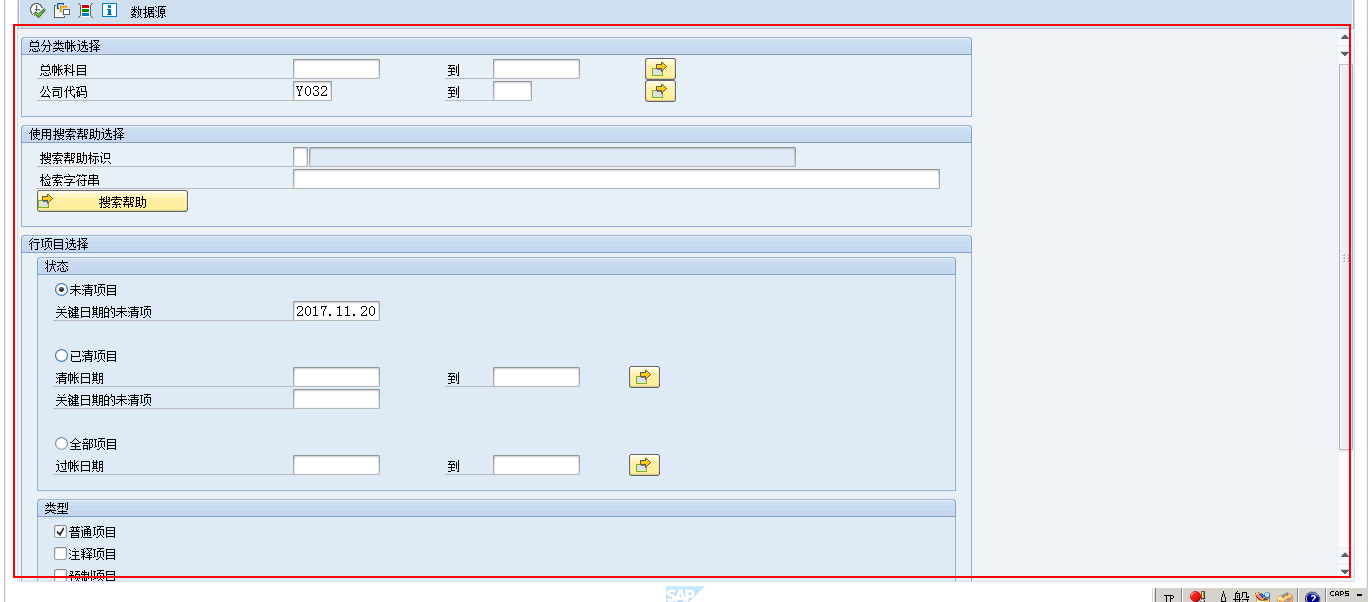 数据源
总分类帐选择
总帐科目 到
公司代码 Y032 到
使用搜索帮助选择
搜索帮助标识
检索字符串
搜索帮助
行项目选择
状态
未清项目
关键日期的未清项 2017.11.20
已清项目
清帐日期 到
关键日期的未清项
全部项目
过帐日期 到
类型
普通项目
注释项目
预制项目
SAP
CAPS